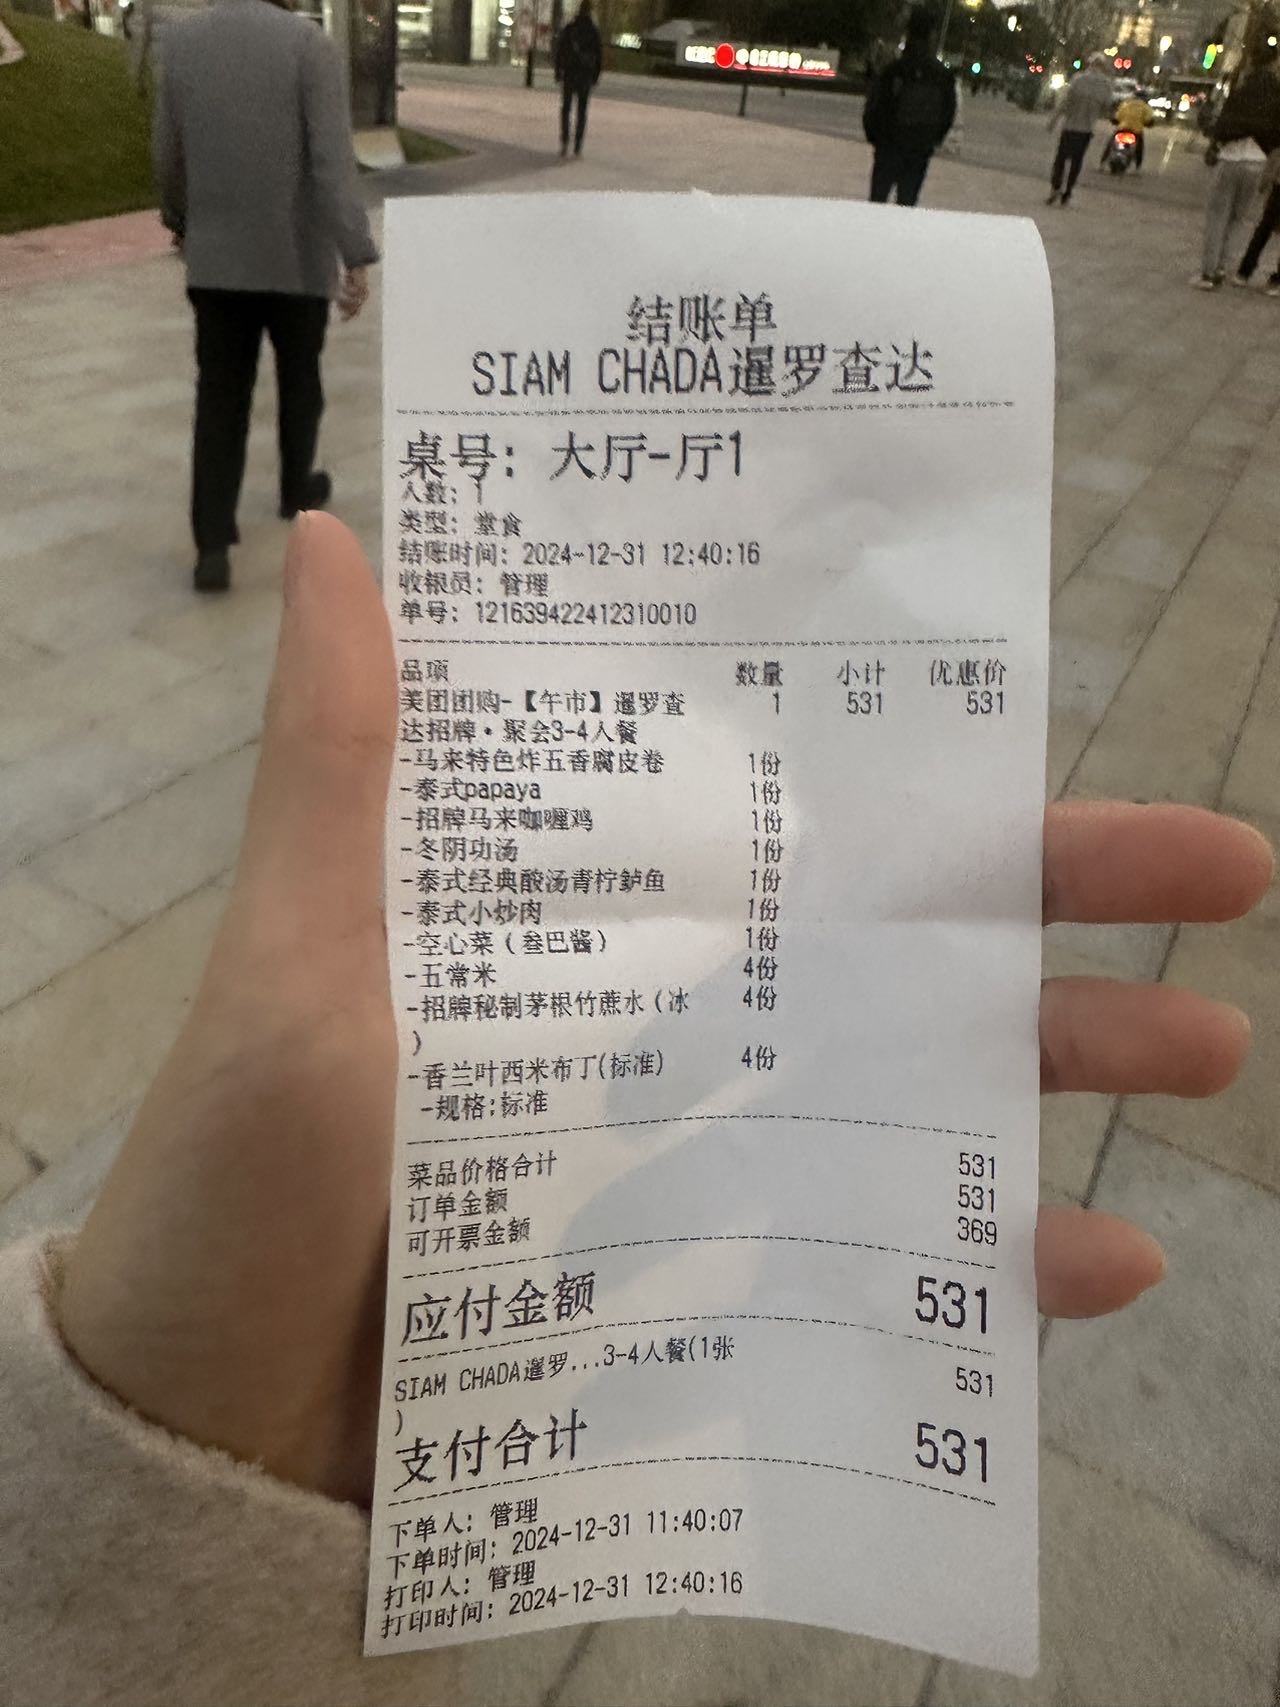 结账单
SIAM CHADA暹罗查达
桌号: 大厅-厅1
人数: 1
类型: 堂食
结账时间: 2024-12-31 12:40:16
收银员: 管理
单号: 121639422412310010
品项 数量 小计 优惠价
美团团购-【午市】暹罗查 1 531 531
达招牌·聚会3-4人餐
-马来特色炸五香腐皮卷 1份
-泰式papaya 1份
-招牌马来咖喱鸡 1份
-冬阴功汤 1份
-泰式经典酸汤青柠鲈鱼 1份
-泰式小炒肉 1份
-空心菜（叁巴酱） 1份
-五常米 4份
-招牌秘制茅根竹蔗水（冰 4份
）
-香兰叶西米布丁(标准) 4份
-规格:标准
菜品价格合计 531
订单金额 531
可开票金额 369
应付金额 531
SIAM CHADA暹罗...3-4人餐(1张 531
)
支付合计 531
下单人: 管理
下单时间: 2024-12-31 11:40:07
打印人: 管理
打印时间: 2024-12-31 12:40:16